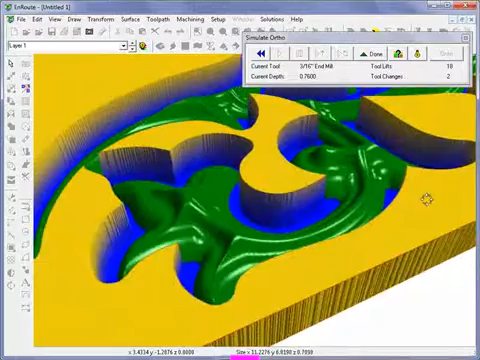 EnRoute - [Untitled 1]
File Edit View Draw Transform Surface Toolpath Machining Setup Window Solutions Help
Layer 1
Simulate Ortho
Done
Current Tool 3/16" End Mill Tool Lifts 18
Current Depth: 0.7600 Tool Changes 2